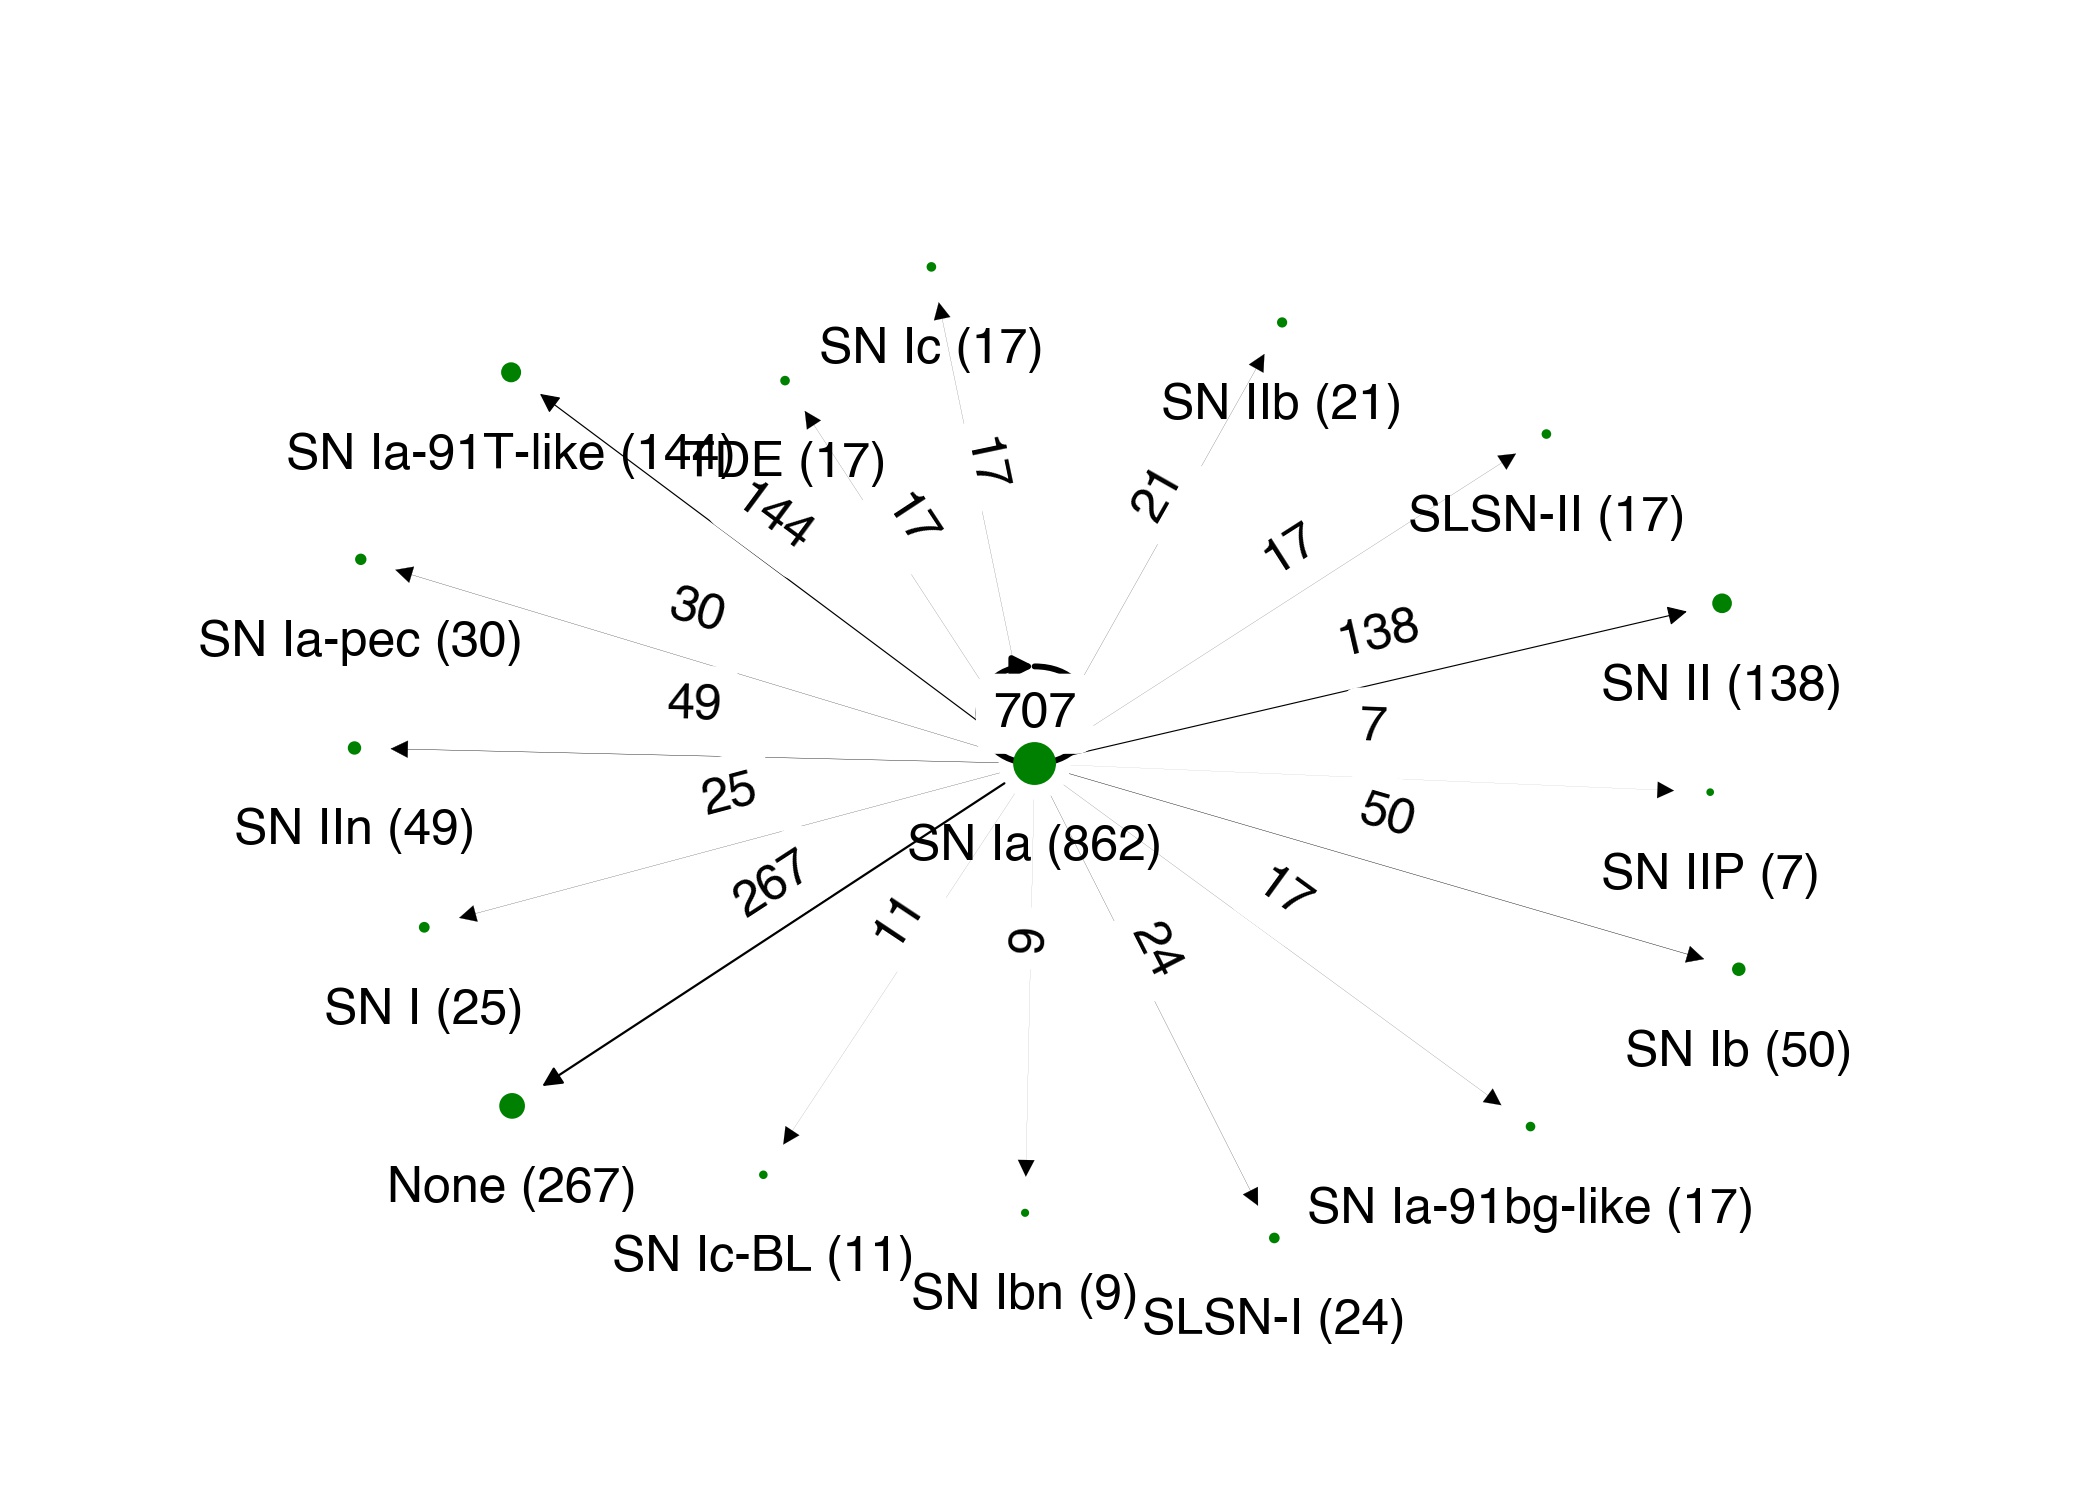 SN Ic (17)
SN IIb (21)
SN Ia-91T-like (144)
TDE (17)
17
21
SLSN-II (17)
144
17
17
30
138
SN Ia-pec (30)
SN II (138)
49
707
7
25
50
SN IIn (49)
SN Ia (862)
267
17
SN IIP (7)
11
9
24
SN I (25)
SN Ib (50)
None (267)
SN Ia-91bg-like (17)
SN Ic-BL (11)
SN Ibn (9)
SLSN-I (24)